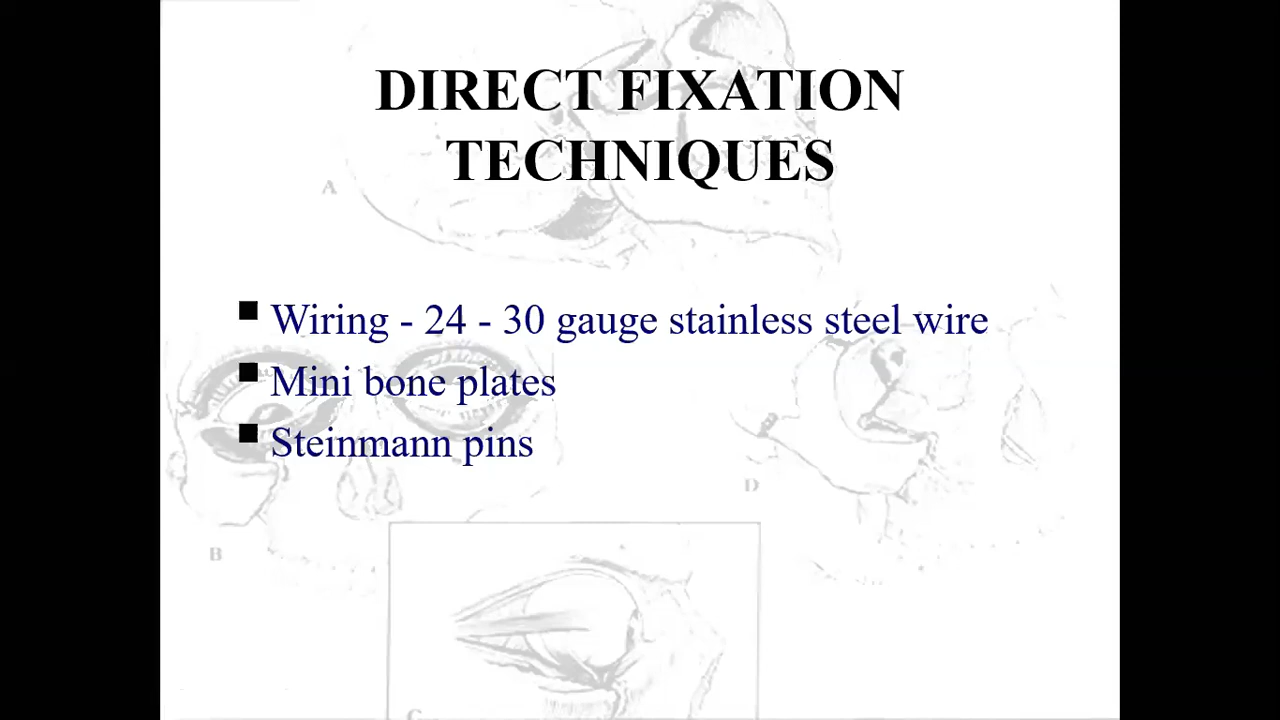 DIRECT FIXATION
TECHNIQUES
A
Wiring - 24 - 30 gauge stainless steel wire
Mini bone plates
Steinmann pins
D
B
C